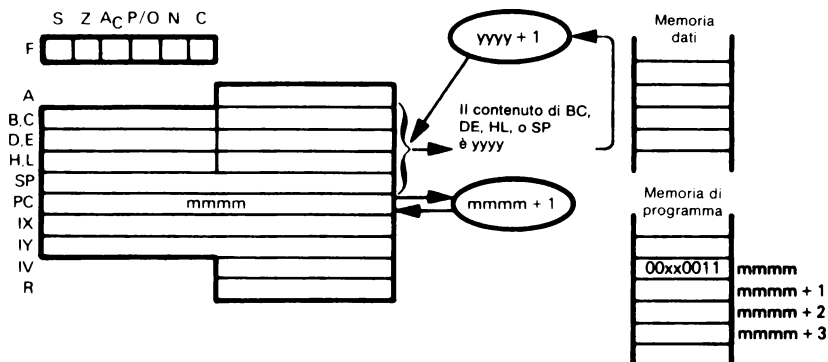 S Z AC P/O N C
F
A
B,C
D,E
H,L
SP
PC
IX
IY
IV
R
mmmm
yyyy + 1
Il contenuto di BC,
DE, HL, o SP
è yyyy
mmmm + 1
Memoria
dati
Memoria di
programma
00xx0011 mmmm
mmmm + 1
mmmm + 2
mmmm + 3